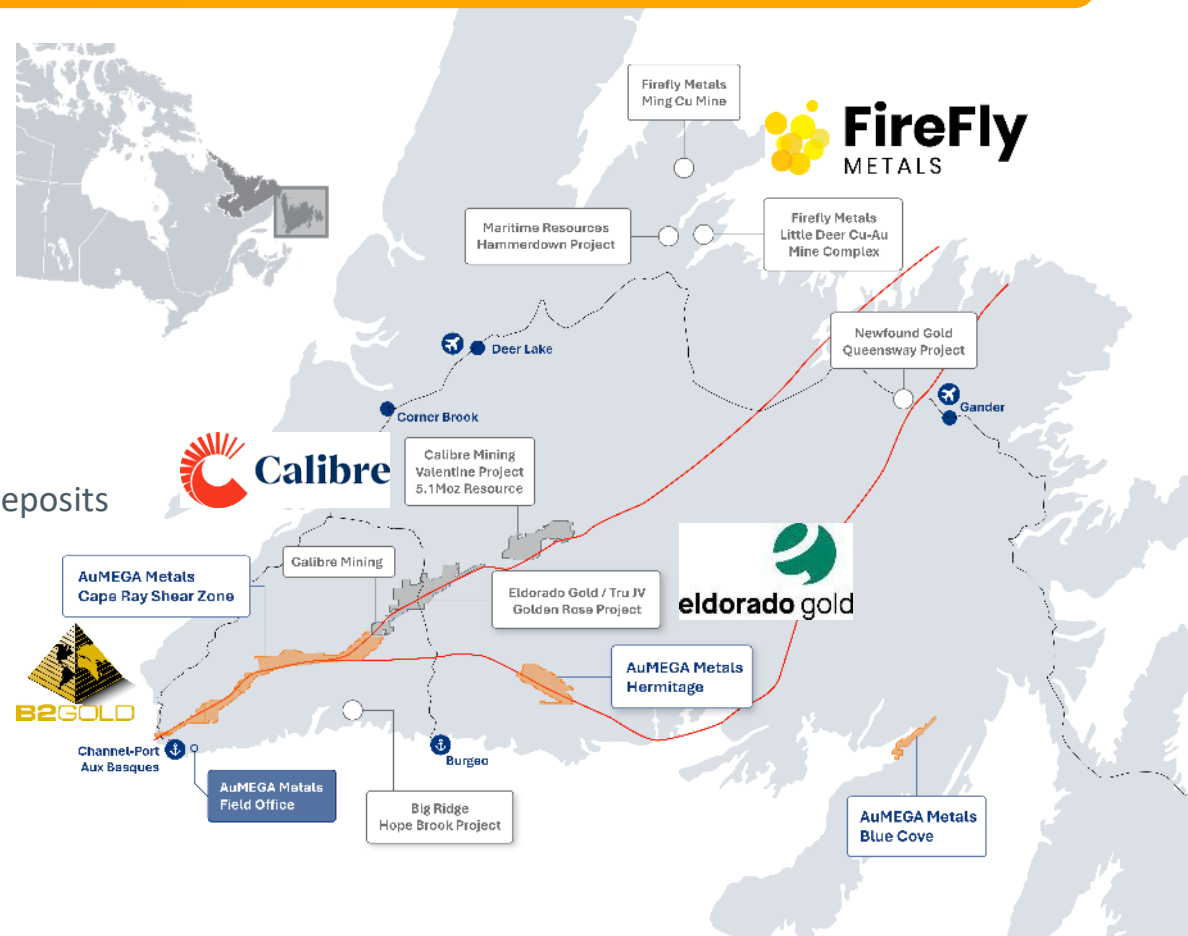 Firefly Metals
Ming Cu Mine
FireFly
METALS
Maritime Resources
Hammerdown Project
Firefly Metals
Little Deer Cu-Au
Mine Complex
Newfound Gold
Queensway Project
Deer Lake
Gander
Corner Brook
Calibre
Calibre Mining
Valentine Project
5.1Moz Resource
eposits
Calibre Mining
AuMEGA Metals
Cape Ray Shear Zone
Eldorado Gold / Tru JV
Golden Rose Project
eldorado gold
AuMEGA Metals
Hermitage
B2GOLD
Channel-Port
Aux Basques
Burgeo
AuMEGA Metals
Field Office
Big Ridge
Hope Brook Project
AuMEGA Metals
Blue Cove